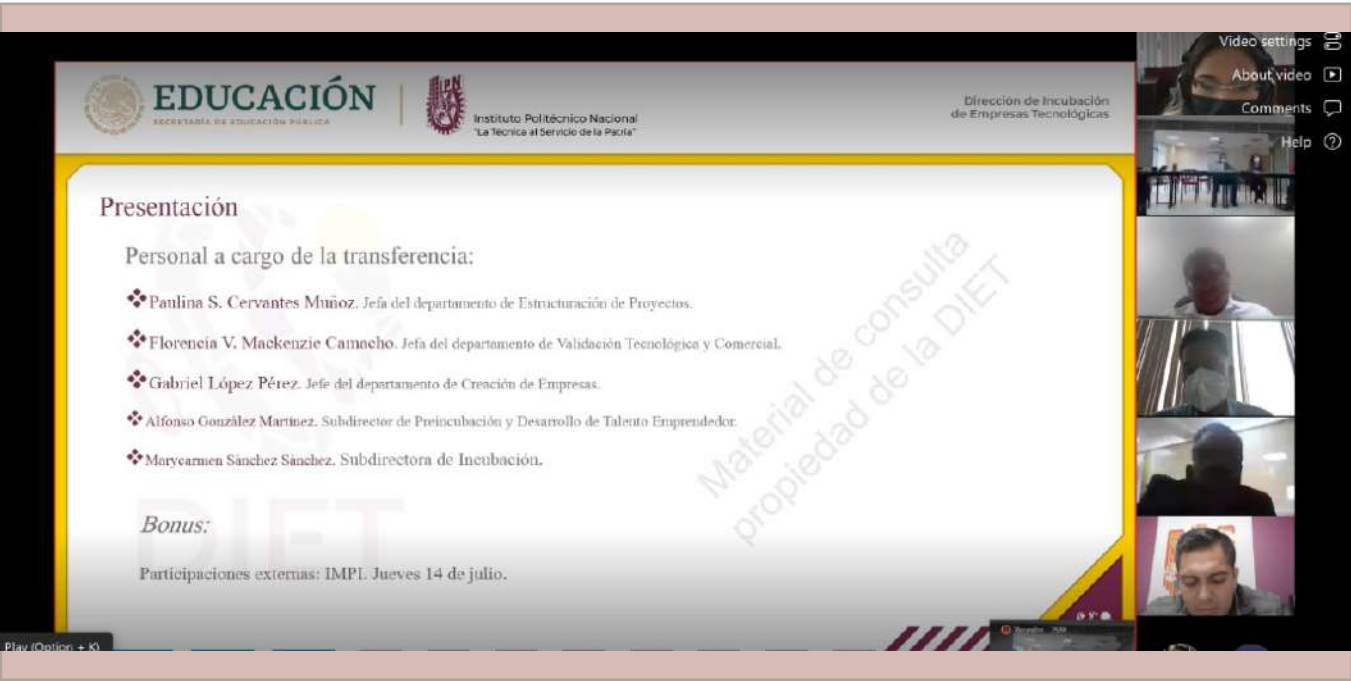 EDUCACIÓN
SECRETARÍA DE EDUCACIÓN PÚBLICA
IPN
Instituto Politécnico Nacional
"La Técnica al Servicio de la Patria"
Dirección de Incubación
de Empresas Tecnológicas
Presentación
Personal a cargo de la transferencia:
❖Paulina S. Cervantes Muñoz. Jefa del departamento de Estructuración de Proyectos.
❖Florencia V. Mackenzie Camacho. Jefa del departamento de Validación Tecnológica y Comercial.
❖Gabriel López Pérez. Jefe del departamento de Creación de Empresas.
❖Alfonso González Martínez. Subdirector de Preincubación y Desarrollo de Talento Emprendedor.
❖Marycarmen Sánchez Sánchez. Subdirectora de Incubación.
Bonus:
Participaciones externas: IMPI. Jueves 14 de julio.
Material de consulta
propiedad de la DIET
DIET
Video settings
About video
Comments
Help
Play (Option + K)